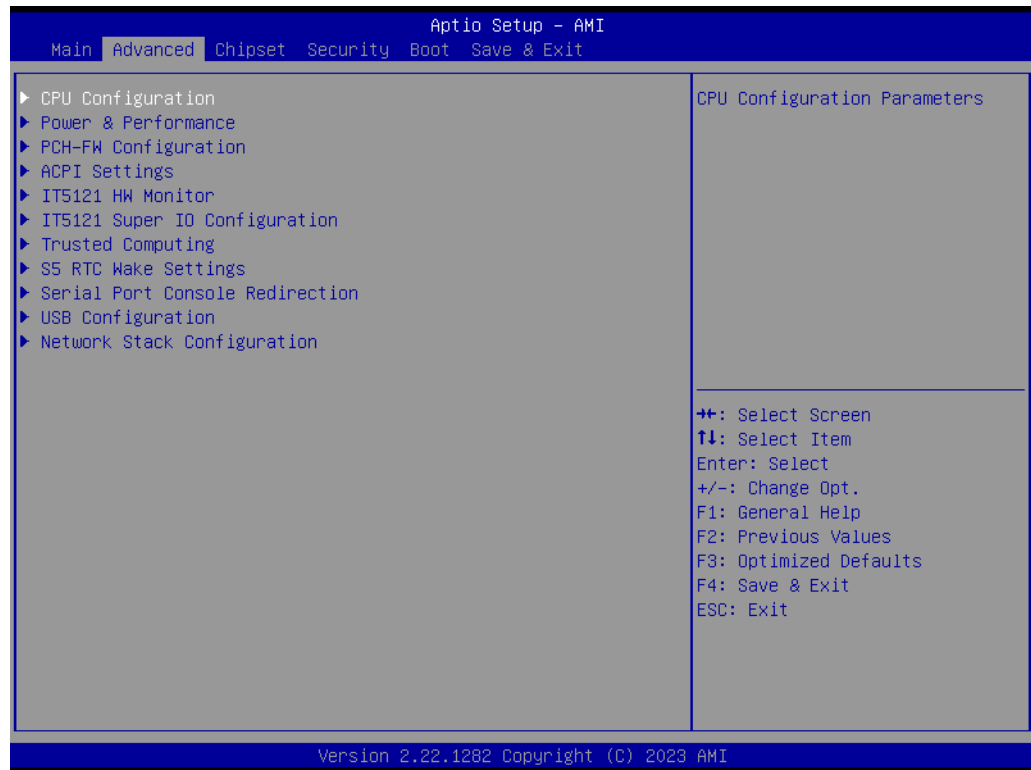 Aptio Setup – AMI
Main Advanced Chipset Security Boot Save & Exit
▶ CPU Configuration
▶ Power & Performance
▶ PCH-FW Configuration
▶ ACPI Settings
▶ IT5121 HW Monitor
▶ IT5121 Super IO Configuration
▶ Trusted Computing
▶ S5 RTC Wake Settings
▶ Serial Port Console Redirection
▶ USB Configuration
▶ Network Stack Configuration
CPU Configuration Parameters
→←: Select Screen
↑↓: Select Item
Enter: Select
+/-: Change Opt.
F1: General Help
F2: Previous Values
F3: Optimized Defaults
F4: Save & Exit
ESC: Exit
Version 2.22.1282 Copyright (C) 2023 AMI